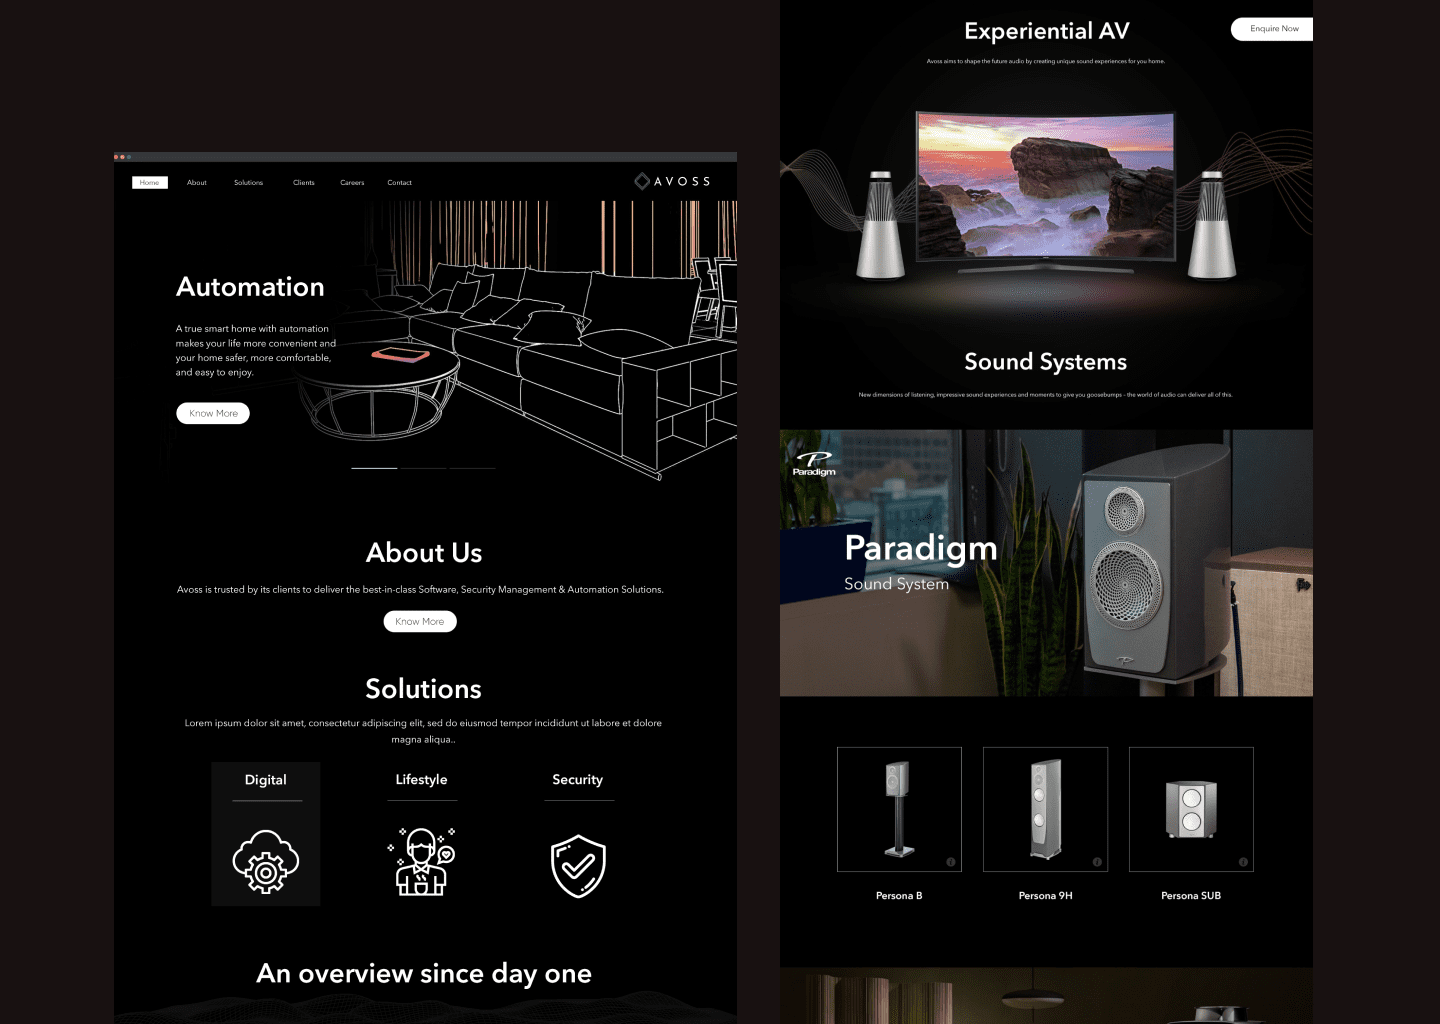 Home
About
Solutions
Clients
Careers
Contact
AVOSS
Automation
A true smart home with automation
makes your life more convenient and
your home safer, more comfortable,
and easy to enjoy.
Know More
About Us
Avoss is trusted by its clients to deliver the best-in-class Software, Security Management & Automation Solutions.
Know More
Solutions
Lorem ipsum dolor sit amet, consectetur adipiscing elit, sed do eiusmod tempor incididunt ut labore et dolore
magna aliqua..
Digital
Lifestyle
Security
An overview since day one
Experiential AV
Enquire Now
Avoss aims to shape the future audio by creating unique sound experiences for you home.
Sound Systems
New dimensions of listening, impressive sound experiences and moments to give you goosebumps - the world of audio can deliver all of this.
Paradigm
Paradigm
Sound System
Persona B
Persona 9H
Persona SUB